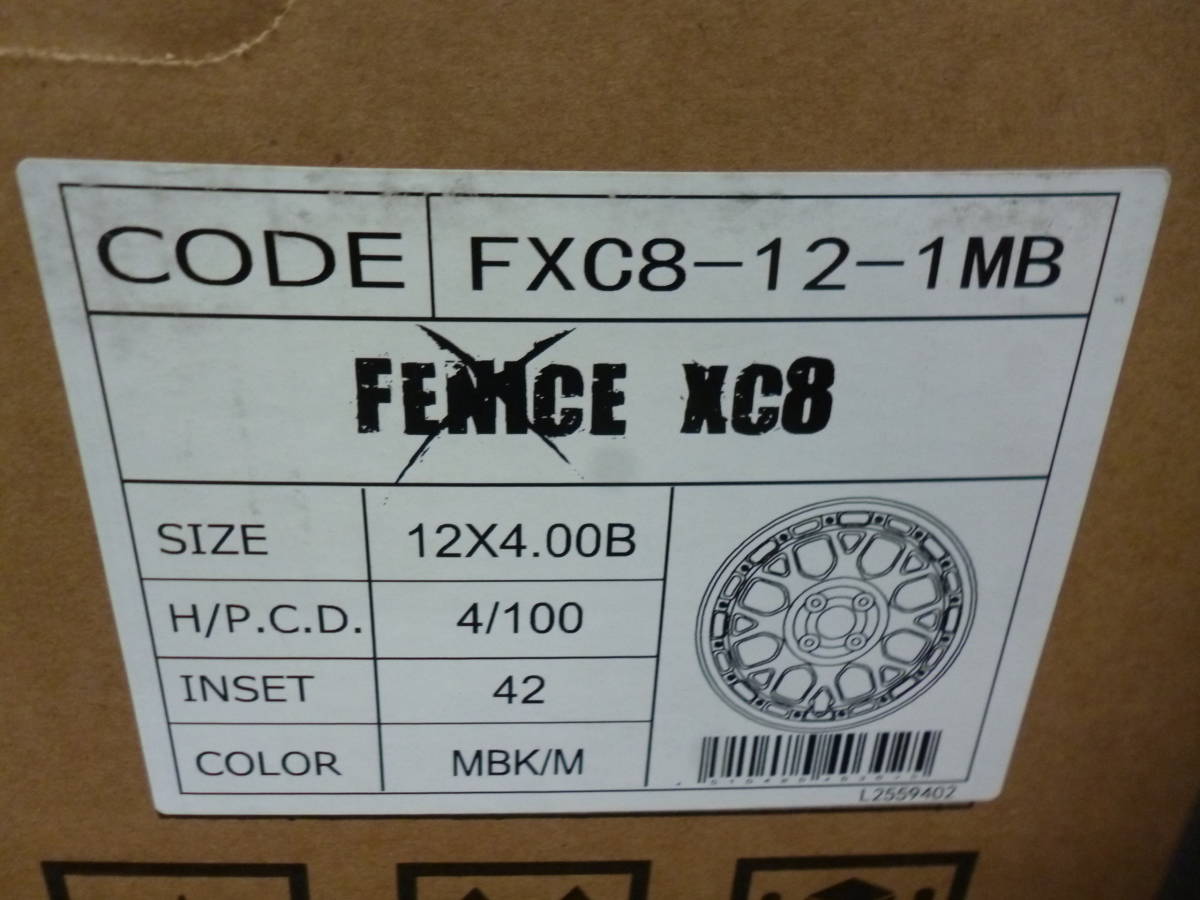 CODE FXC8-12-1MB
FENICE XC8
SIZE 12X4.00B
H/P.C.D. 4/100
INSET 42
COLOR MBK/M
L2559402